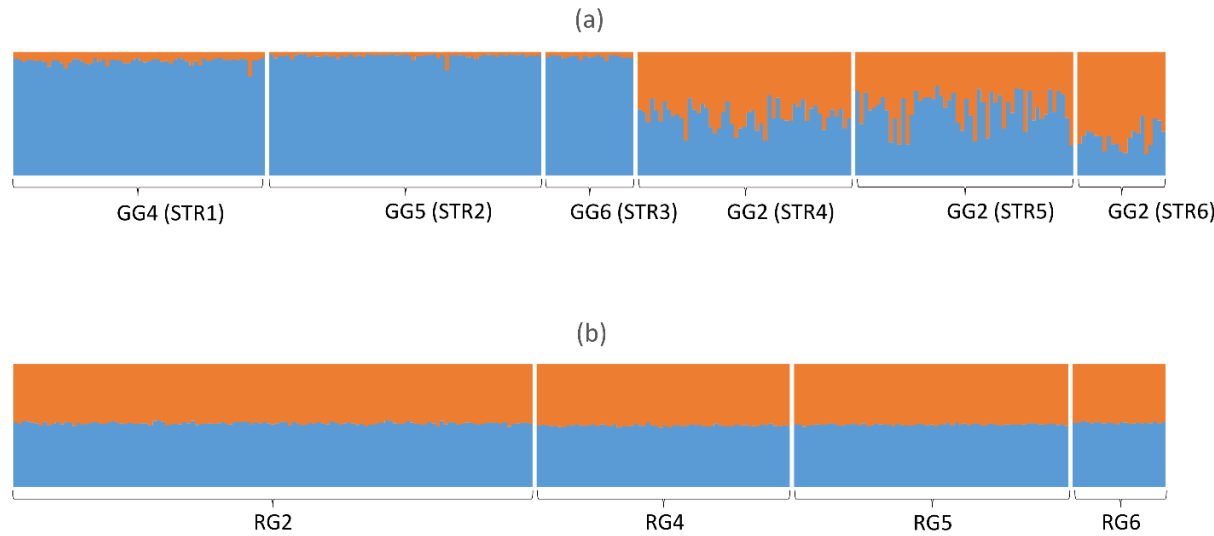 (a)
GG4 (STR1) GG5 (STR2) GG6 (STR3) GG2 (STR4) GG2 (STR5) GG2 (STR6)
(b)
RG2 RG4 RG5 RG6